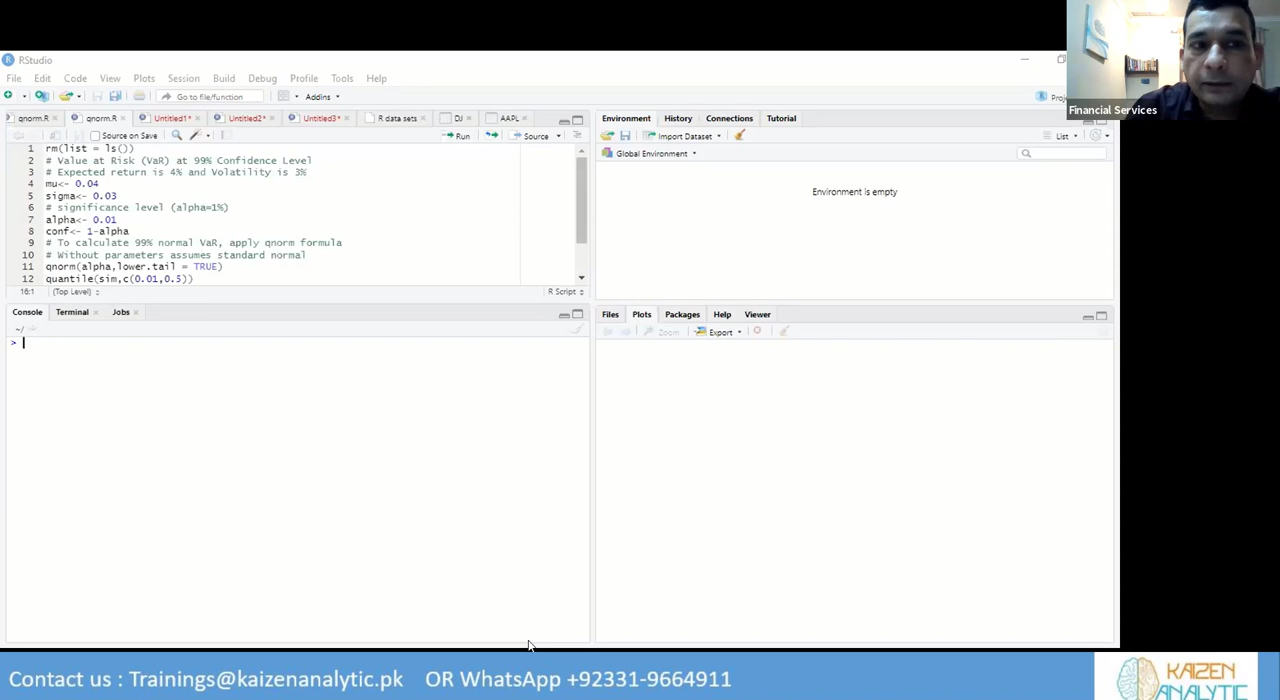 RStudio
File Edit Code View Plots Session Build Debug Profile Tools Help
Go to file/function Addins
qnorm.R qnorm.R Untitled1* Untitled2* Untitled3* R data sets DJ AAPL
Source on Save Run Source
1 rm(list = ls())
2 # Value at Risk (VaR) at 99% Confidence Level
3 # Expected return is 4% and Volatility is 3%
4 mu<- 0.04
5 sigma<- 0.03
6 # significance level (alpha=1%)
7 alpha<- 0.01
8 conf<- 1-alpha
9 # To calculate 99% normal VaR, apply qnorm formula
10 # Without parameters assumes standard normal
11 qnorm(alpha,lower.tail = TRUE)
12 quantile(sim,c(0.01,0.5))
16:1 (Top Level) R Script
Console Terminal Jobs
~/
>
Environment History Connections Tutorial
Import Dataset List
Global Environment
Environment is empty
Files Plots Packages Help Viewer
Zoom Export
Financial Services
Contact us : Trainings@kaizenanalytic.pk OR WhatsApp +92331-9664911
KAIZEN
ANALYTIC